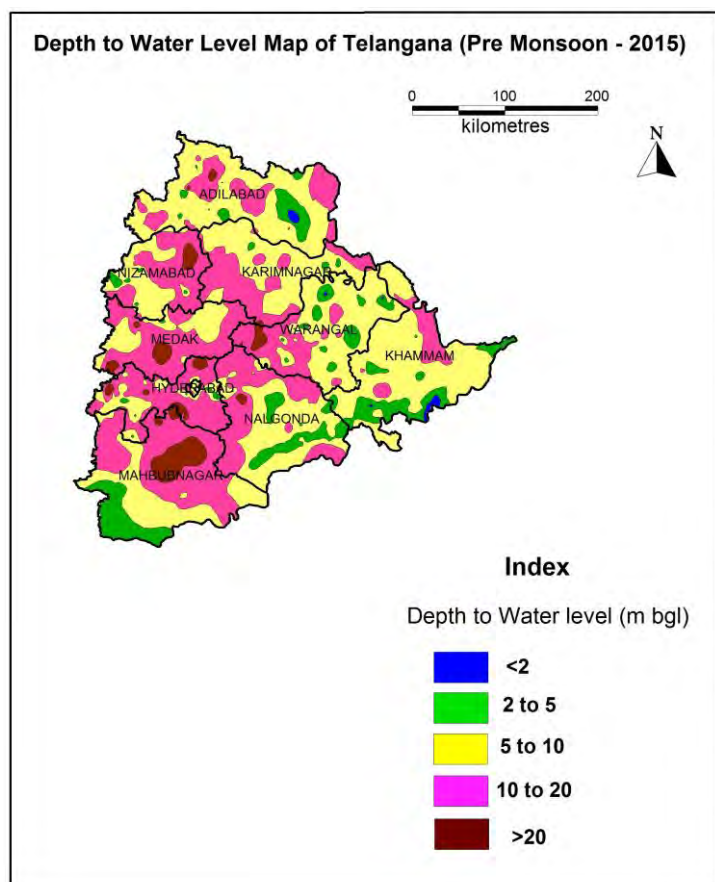 Depth to Water Level Map of Telangana (Pre Monsoon - 2015)
0 100 200
kilometres
N
ADILABAD
NIZAMABAD
KARIMNAGAR
WARANGAL
MEDAK
KHAMMAM
HYDERABAD
NALGONDA
MAHBUBNAGAR
Index
Depth to Water level (m bgl)
<2
2 to 5
5 to 10
10 to 20
>20